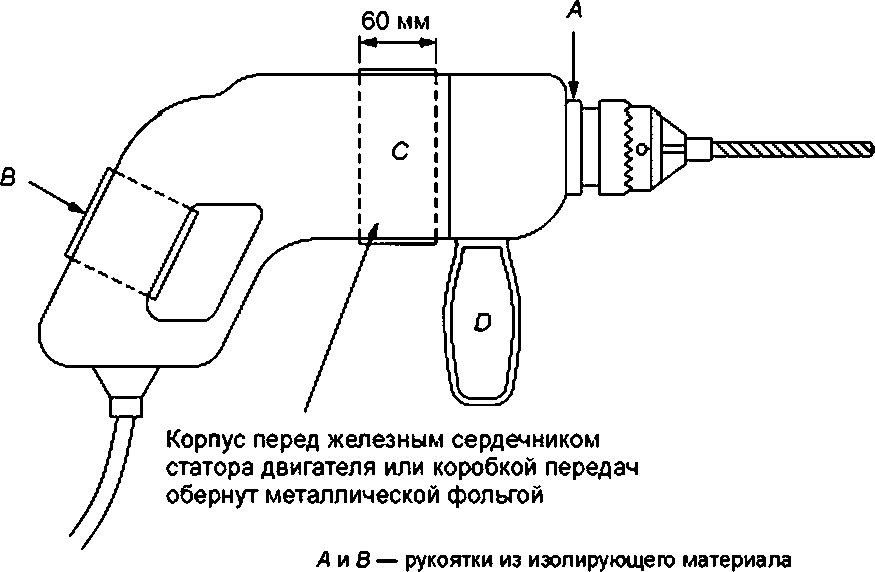 60 мм
A
C
B
D
Корпус перед железным сердечником
статора двигателя или коробкой передач
обернут металлической фольгой
A и B — рукоятки из изолирующего материала